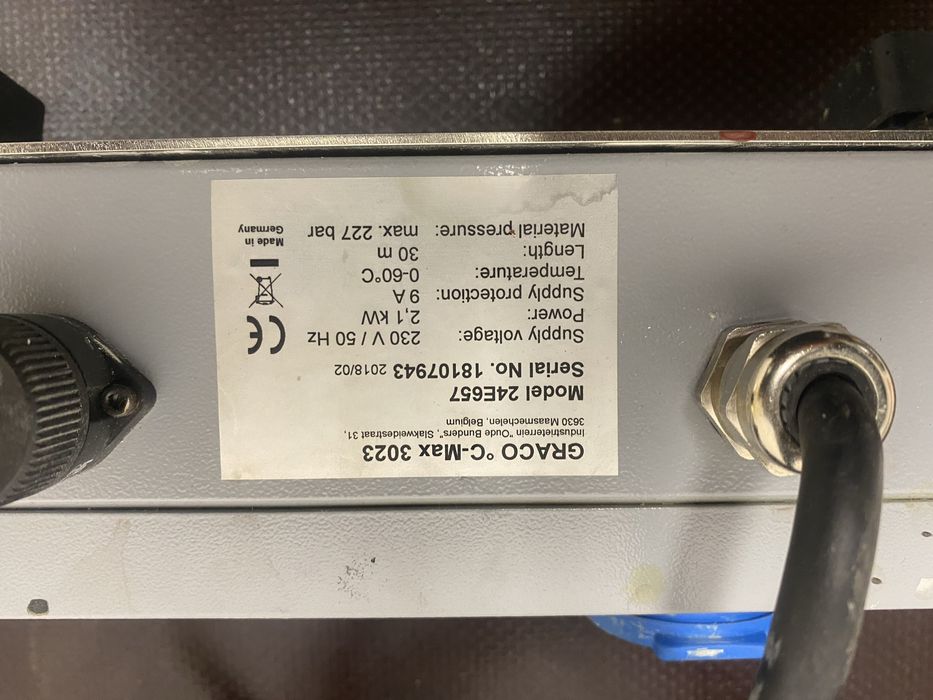 GRACO °C-Max 3023
Industrieterrein "Oude Bunders", Slakweidestraat 31,
3630 Maasmechelen, Belgium
Model 24E657
Serial No. 18107943 2018/02
Supply voltage: 230 V / 50 Hz
Power: 2,1 kW
Supply protection: 9 A
Temperature: 0-60°C
Length: 30 m
Material pressure: max. 227 bar
CE
Made in
Germany